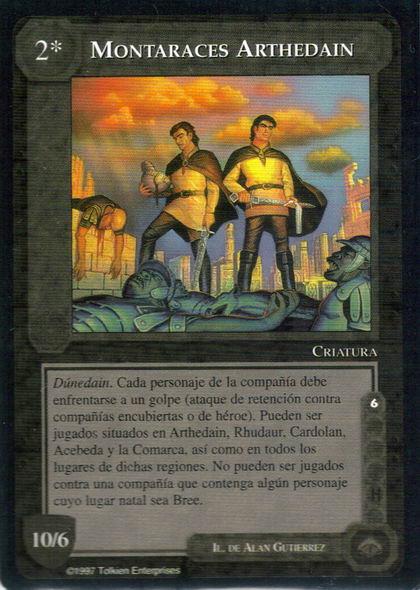 2*
MONTARACES ARTHEDAIN
CRIATURA
Dúnedain. Cada personaje de la compañía debe
enfrentarse a un golpe (ataque de retención contra
compañías encubiertas o de héroe). Pueden ser
jugados situados en Arthedain, Rhudaur, Cardolan,
Acebeda y la Comarca, así como en todos los
lugares de dichas regiones. No pueden ser jugados
contra una compañía que contenga algún personaje
cuyo lugar natal sea Bree.
6
H
10/6
IL. DE ALAN GUTIERREZ
©1997 Tolkien Enterprises